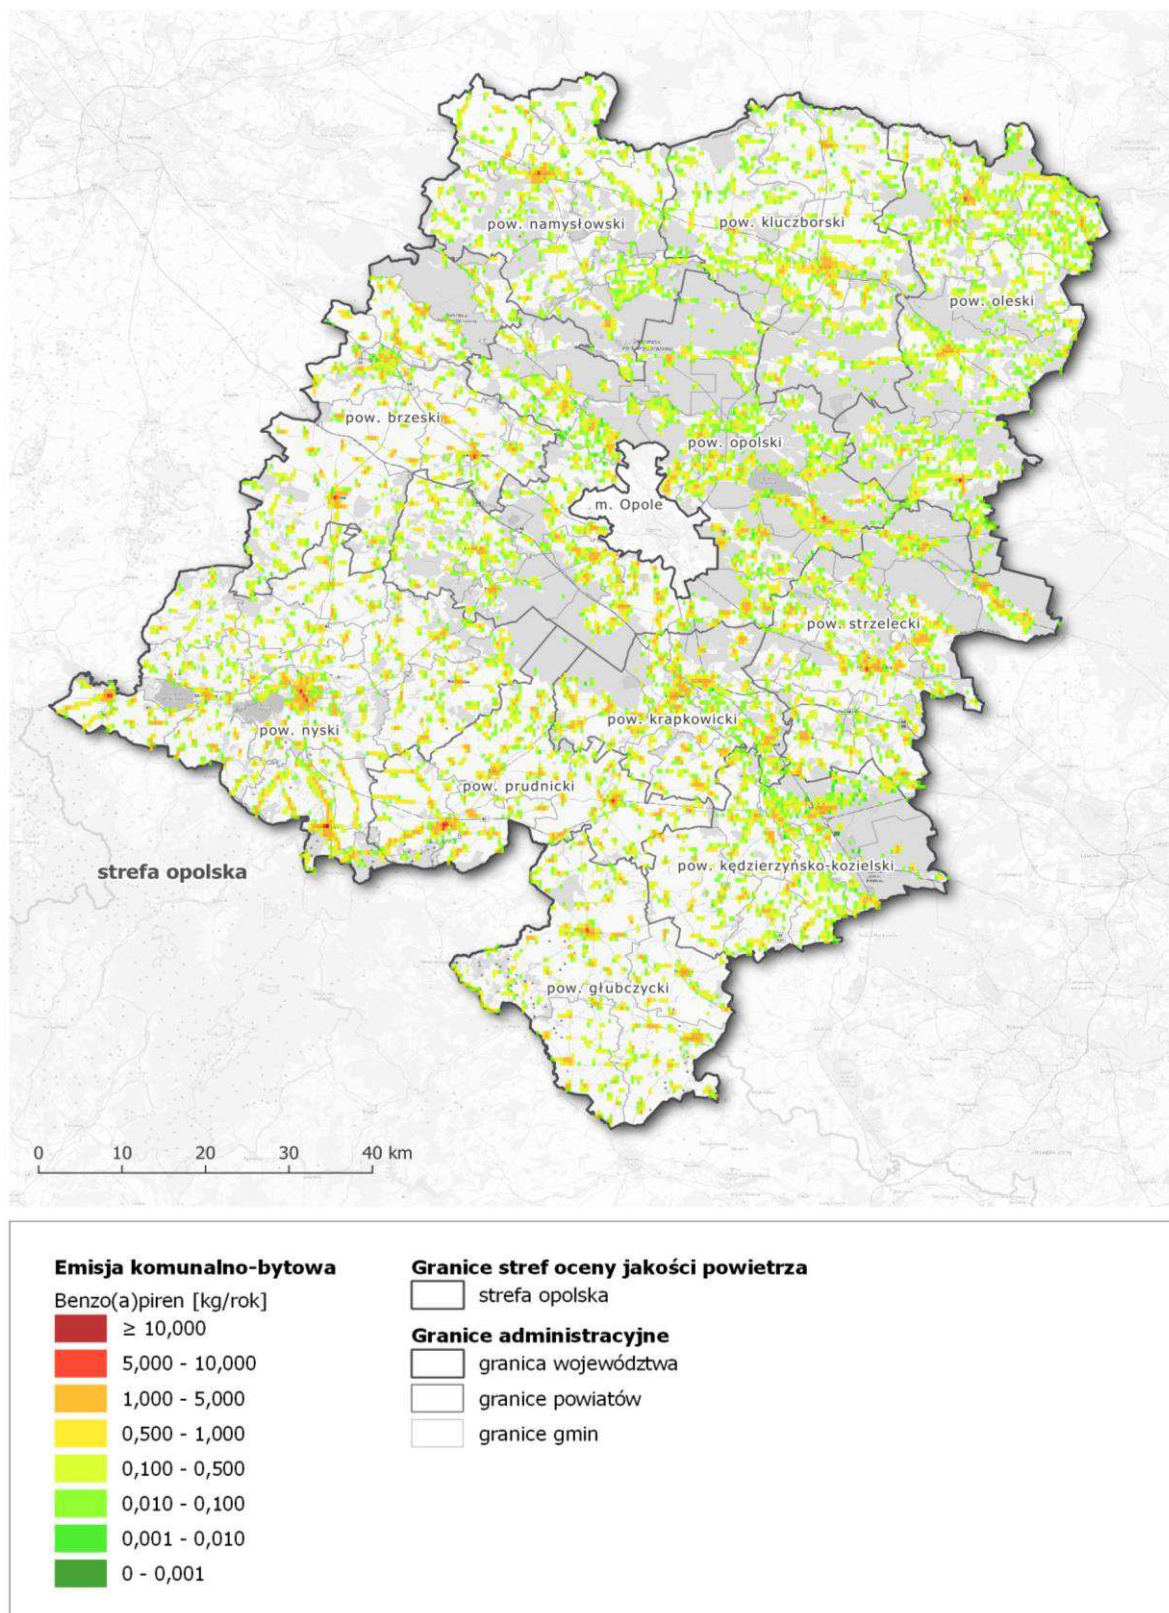 pow. namysłowski
pow. kluczborski
pow. oleski
pow. brzeski
pow. opolski
m. Opole
pow. strzelecki
pow. nyski
pow. krapkowicki
pow. prudnicki
strefa opolska
pow. kędzierzyńsko-kozielski
pow. głubczycki
0 10 20 30 40 km
Emisja komunalno-bytowa
Benzo(a)piren [kg/rok]
≥ 10,000
5,000 - 10,000
1,000 - 5,000
0,500 - 1,000
0,100 - 0,500
0,010 - 0,100
0,001 - 0,010
0 - 0,001
Granice stref oceny jakości powietrza
strefa opolska
Granice administracyjne
granica województwa
granice powiatów
granice gmin